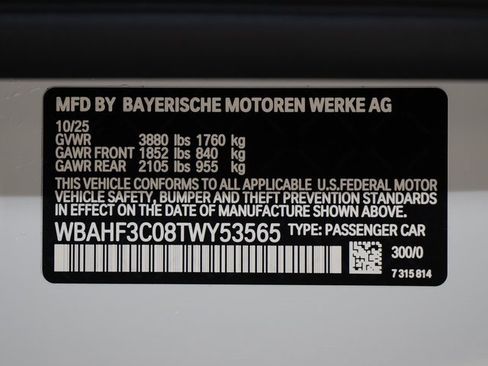 MFD BY BAYERISCHE MOTOREN WERKE AG
10/25
GVWR 3880 lbs 1760 kg
GAWR FRONT 1852 lbs 840 kg
GAWR REAR 2105 lbs 955 kg
THIS VEHICLE CONFORMS TO ALL APPLICABLE U.S.FEDERAL MOTOR
VEHICLE SAFETY, BUMPER AND THEFT PREVENTION STANDARDS
IN EFFECT ON THE DATE OF MANUFACTURE SHOWN ABOVE.
WBAHF3C08TWY53565 TYPE: PASSENGER CAR
300/0
7 315 814